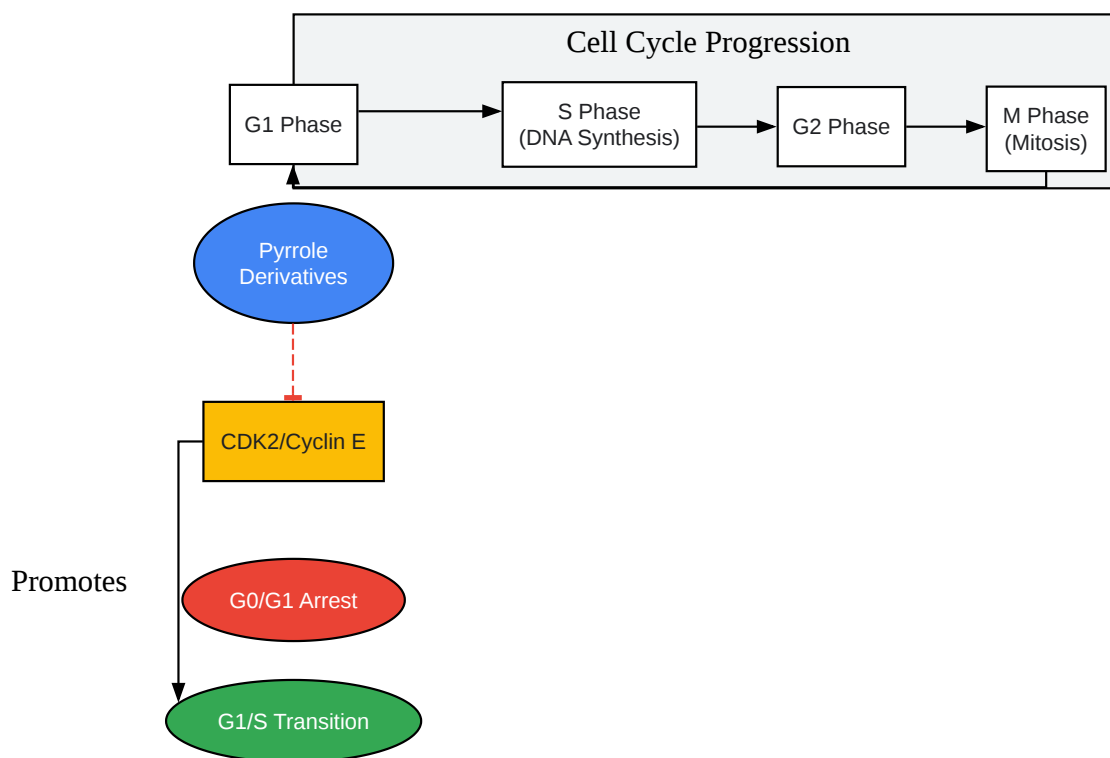 Cell Cycle Progression
G1 Phase
S Phase
(DNA Synthesis)
G2 Phase
M Phase
(Mitosis)
Pyrrole
Derivatives
CDK2/Cyclin E
Promotes
G0/G1 Arrest
G1/S Transition